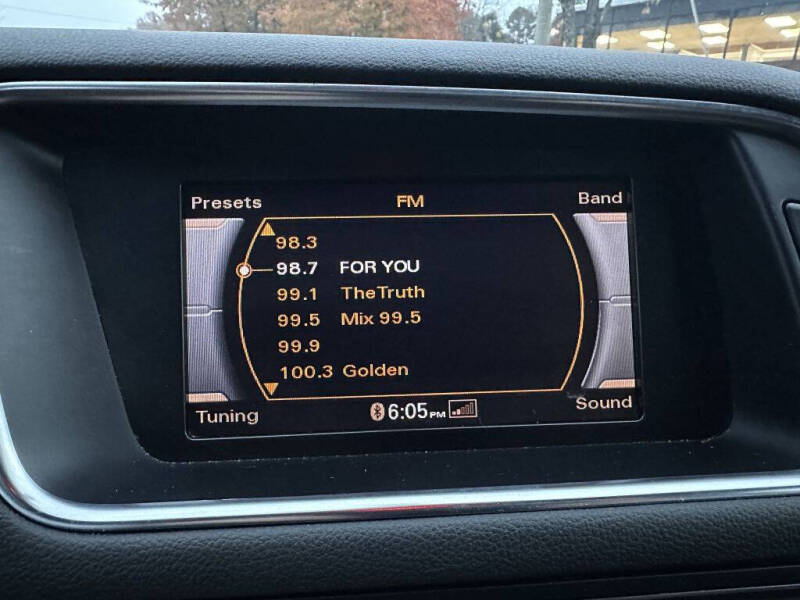 Presets FM Band
98.3
98.7 FOR YOU
99.1 TheTruth
99.5 Mix 99.5
99.9
100.3 Golden
Tuning 6:05 PM Sound